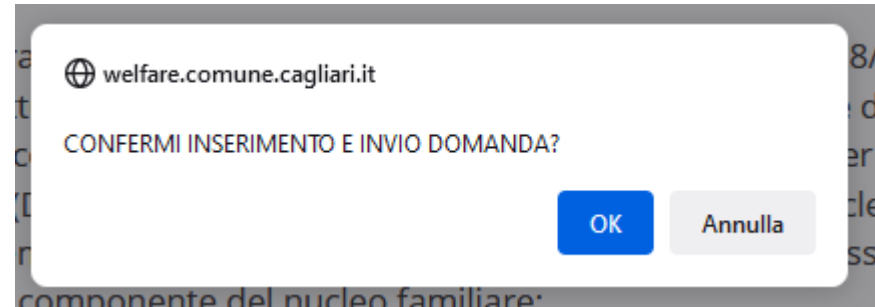 welfare.comune.cagliari.it
CONFERMI INSERIMENTO E INVIO DOMANDA?
OK Annulla
componente del nucleo familiare: